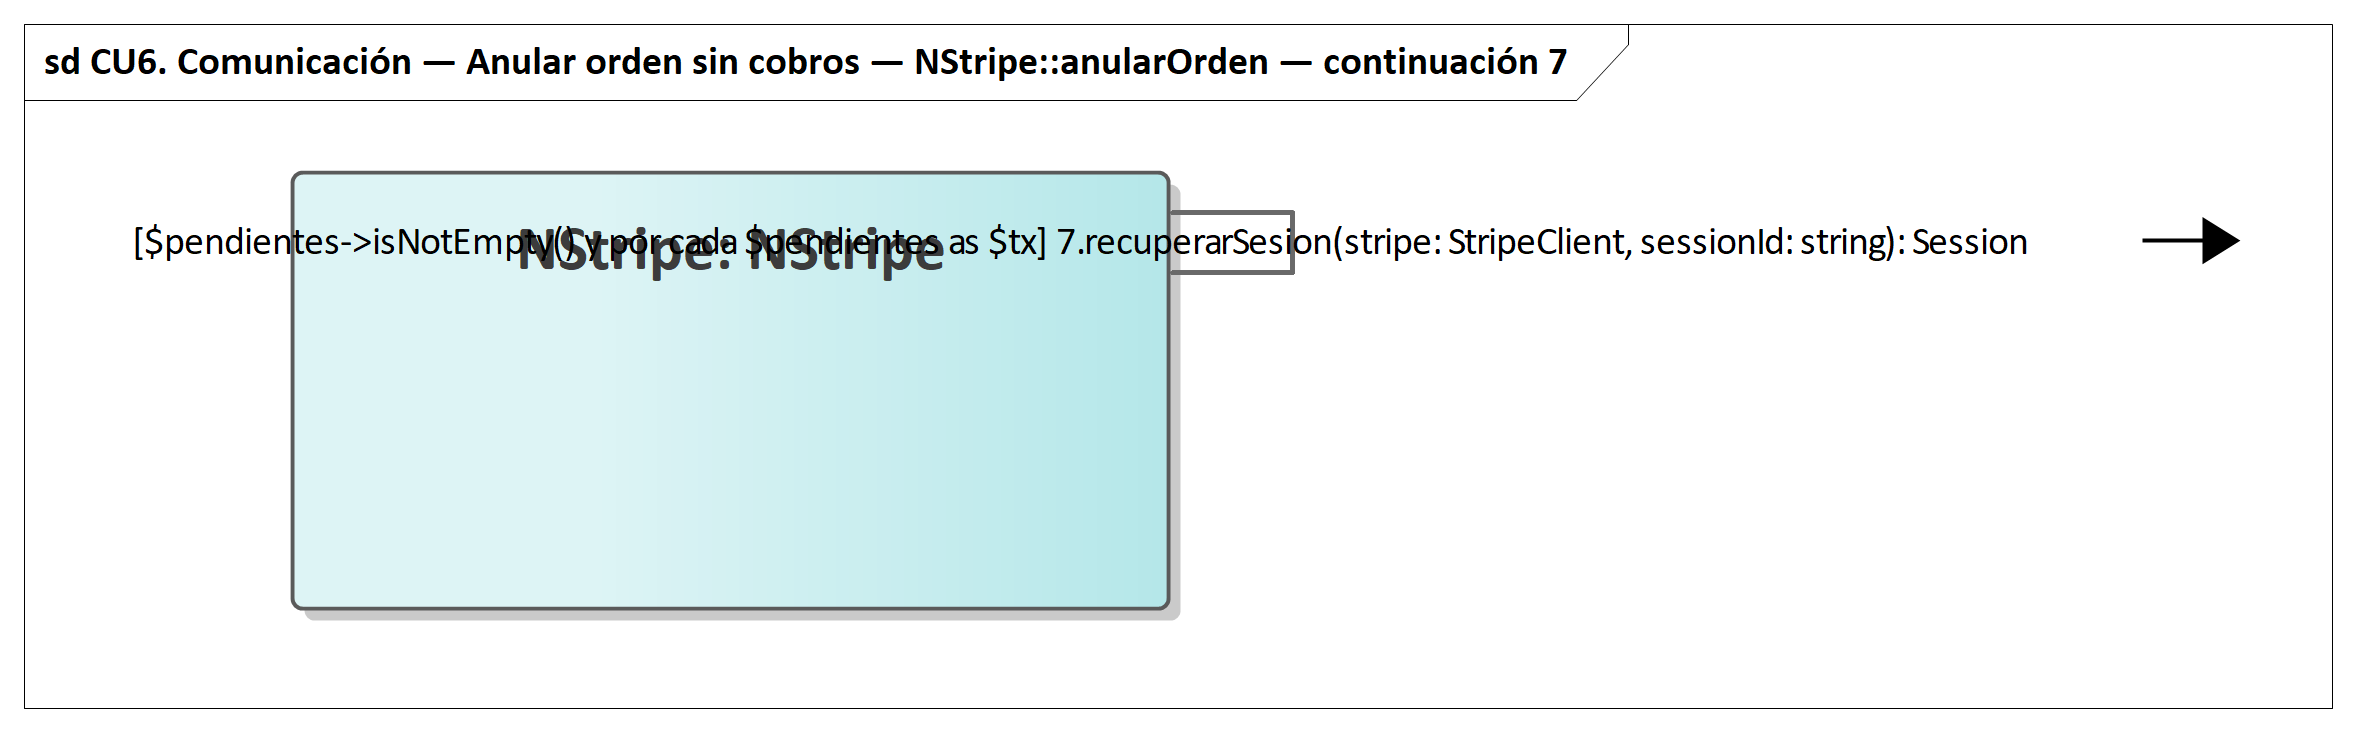 sd CU6. Comunicación — Anular orden sin cobros — NStripe::anularOrden — continuación 7
[$pendientes->isNotEmpty() y por cada $pendientes as $tx] 7.recuperarSesion(stripe: StripeClient, sessionId: string): Session
NStripe: NStripe